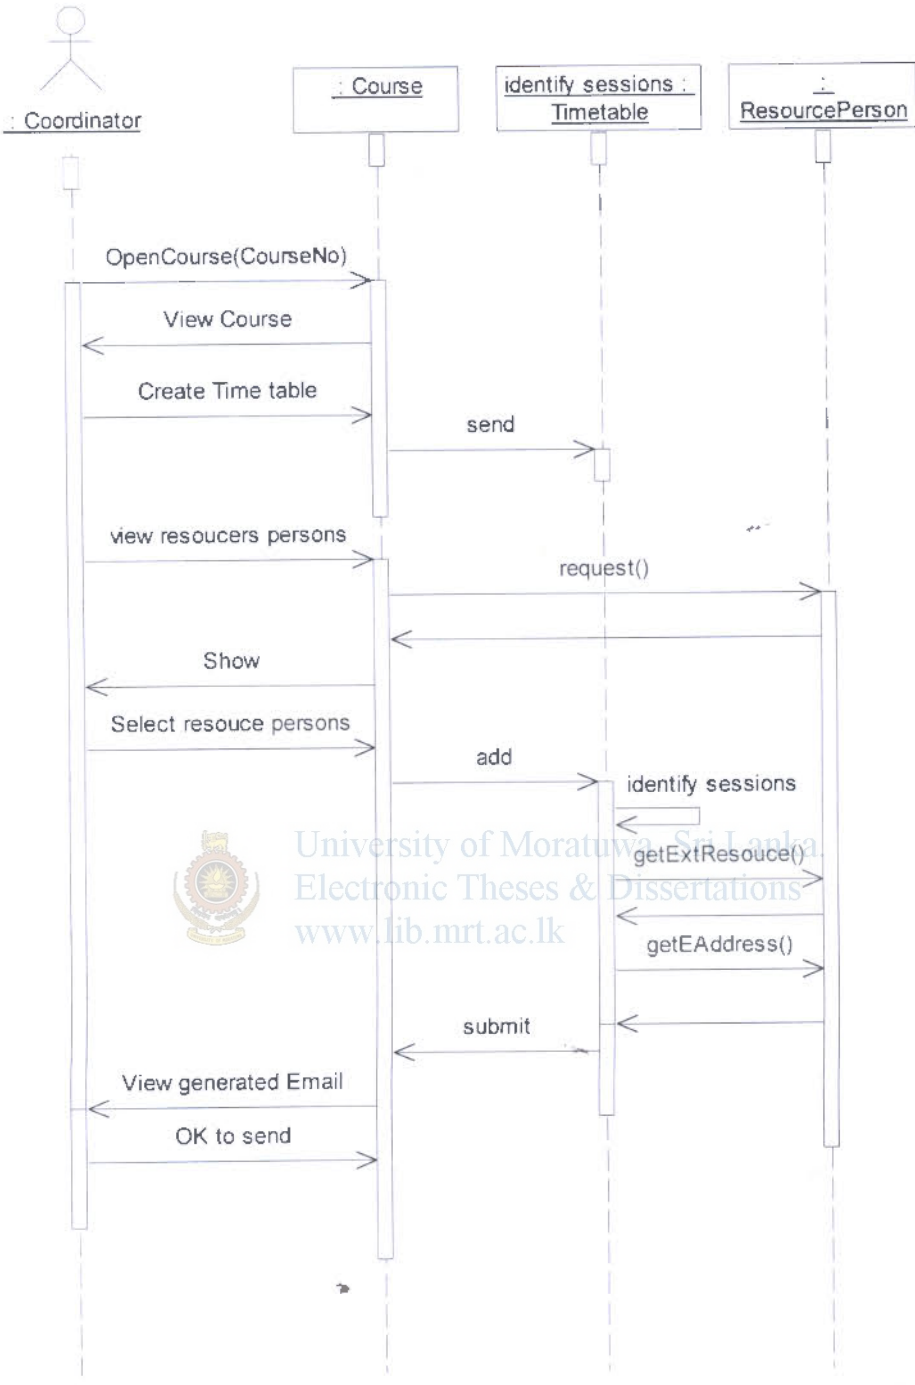 : Coordinator
: Course
identify sessions :
Timetable
:
ResourcePerson
OpenCourse(CourseNo)
View Course
Create Time table
send
view resoucers persons
request()
Show
Select resouce persons
add
identify sessions
University of Moratuwa, Sri Lanka.
getExtResouce()
Electronic Theses & Dissertations
www.lib.mrt.ac.lk
getEAddress()
submit
View generated Email
OK to send